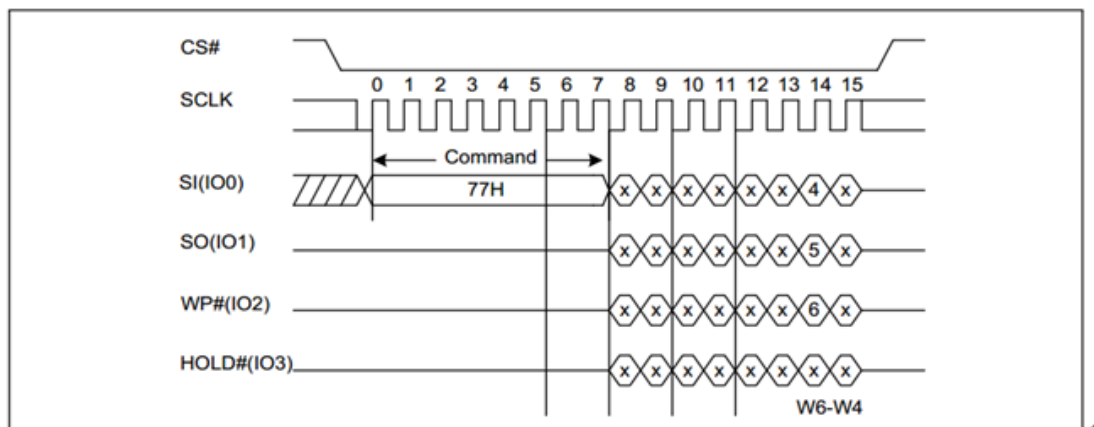 CS#
0 1 2 3 4 5 6 7 8 9 10 11 12 13 14 15
SCLK
Command
SI(IO0) 77H x x x x x x 4 x
SO(IO1) x x x x x x 5 x
WP#(IO2) x x x x x x 6 x
HOLD#(IO3) x x x x x x x x
W6-W4